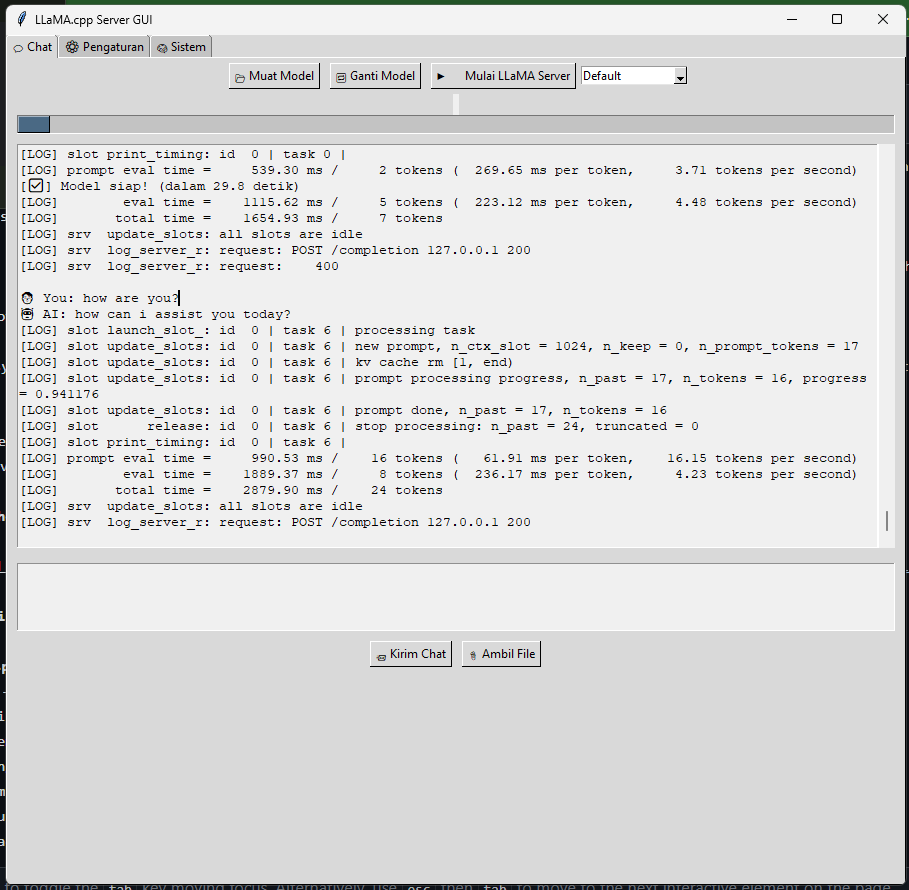 LLaMA.cpp Server GUI
Chat Pengaturan Sistem
Muat Model Ganti Model Mulai LLaMA Server Default
[LOG] slot print_timing: id  0 | task 0 |
[LOG] prompt eval time =     539.30 ms /     2 tokens (  269.65 ms per token,     3.71 tokens per second)
[☑] Model siap! (dalam 29.8 detik)
[LOG]        eval time =    1115.62 ms /     5 tokens (  223.12 ms per token,     4.48 tokens per second)
[LOG]       total time =    1654.93 ms /     7 tokens
[LOG] srv  update_slots: all slots are idle
[LOG] srv  log_server_r: request: POST /completion 127.0.0.1 200
[LOG] srv  log_server_r: request:    400
You: how are you?
AI: how can i assist you today?
[LOG] slot launch_slot_: id  0 | task 6 | processing task
[LOG] slot update_slots: id  0 | task 6 | new prompt, n_ctx_slot = 1024, n_keep = 0, n_prompt_tokens = 17
[LOG] slot update_slots: id  0 | task 6 | kv cache rm [1, end)
[LOG] slot update_slots: id  0 | task 6 | prompt processing progress, n_past = 17, n_tokens = 16, progress
= 0.941176
[LOG] slot update_slots: id  0 | task 6 | prompt done, n_past = 17, n_tokens = 16
[LOG] slot      release: id  0 | task 6 | stop processing: n_past = 24, truncated = 0
[LOG] slot print_timing: id  0 | task 6 |
[LOG] prompt eval time =     990.53 ms /    16 tokens (   61.91 ms per token,    16.15 tokens per second)
[LOG]        eval time =    1889.37 ms /     8 tokens (  236.17 ms per token,     4.23 tokens per second)
[LOG]       total time =    2879.90 ms /    24 tokens
[LOG] srv  update_slots: all slots are idle
[LOG] srv  log_server_r: request: POST /completion 127.0.0.1 200
Kirim Chat Ambil File
to toggle the tab key moving focus. Alternatively, use esc then tab to move to the next interactive element on the page